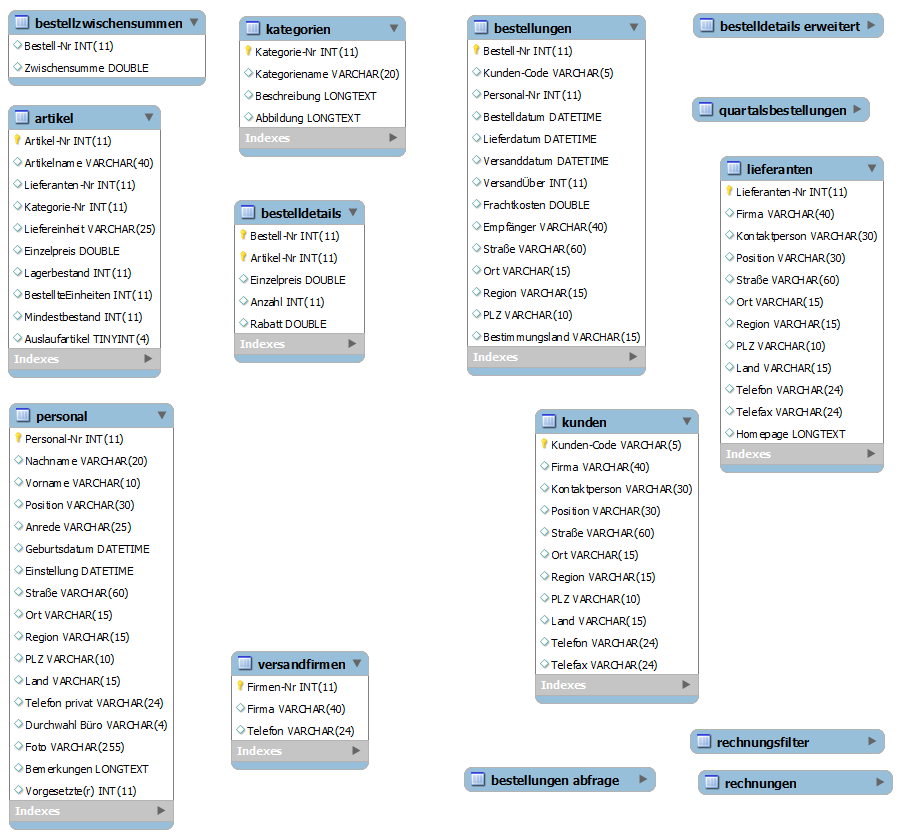 bestellzwischensummen
Bestell-Nr INT(11)
Zwischensumme DOUBLE
artikel
Artikel-Nr INT(11)
Artikelname VARCHAR(40)
Lieferanten-Nr INT(11)
Kategorie-Nr INT(11)
Liefereinheit VARCHAR(25)
Einzelpreis DOUBLE
Lagerbestand INT(11)
BestellteEinheiten INT(11)
Mindestbestand INT(11)
Auslaufartikel TINYINT(4)
Indexes
personal
Personal-Nr INT(11)
Nachname VARCHAR(20)
Vorname VARCHAR(10)
Position VARCHAR(30)
Anrede VARCHAR(25)
Geburtsdatum DATETIME
Einstellung DATETIME
Straße VARCHAR(60)
Ort VARCHAR(15)
Region VARCHAR(15)
PLZ VARCHAR(10)
Land VARCHAR(15)
Telefon privat VARCHAR(24)
Durchwahl Büro VARCHAR(4)
Foto VARCHAR(255)
Bemerkungen LONGTEXT
Vorgesetzte(r) INT(11)
Indexes
kategorien
Kategorie-Nr INT(11)
Kategoriename VARCHAR(20)
Beschreibung LONGTEXT
Abbildung LONGTEXT
Indexes
bestelldetails
Bestell-Nr INT(11)
Artikel-Nr INT(11)
Einzelpreis DOUBLE
Anzahl INT(11)
Rabatt DOUBLE
Indexes
versandfirmen
Firmen-Nr INT(11)
Firma VARCHAR(40)
Telefon VARCHAR(24)
Indexes
bestellungen
Bestell-Nr INT(11)
Kunden-Code VARCHAR(5)
Personal-Nr INT(11)
Bestelldatum DATETIME
Lieferdatum DATETIME
Versanddatum DATETIME
VersandÜber INT(11)
Frachtkosten DOUBLE
Empfänger VARCHAR(40)
Straße VARCHAR(60)
Ort VARCHAR(15)
Region VARCHAR(15)
PLZ VARCHAR(10)
Bestimmungsland VARCHAR(15)
Indexes
kunden
Kunden-Code VARCHAR(5)
Firma VARCHAR(40)
Kontaktperson VARCHAR(30)
Position VARCHAR(30)
Straße VARCHAR(60)
Ort VARCHAR(15)
Region VARCHAR(15)
PLZ VARCHAR(10)
Land VARCHAR(15)
Telefon VARCHAR(24)
Telefax VARCHAR(24)
Indexes
bestellungen abfrage
bestelldetails erweitert
quartalsbestellungen
lieferanten
Lieferanten-Nr INT(11)
Firma VARCHAR(40)
Kontaktperson VARCHAR(30)
Position VARCHAR(30)
Straße VARCHAR(60)
Ort VARCHAR(15)
Region VARCHAR(15)
PLZ VARCHAR(10)
Land VARCHAR(15)
Telefon VARCHAR(24)
Telefax VARCHAR(24)
Homepage LONGTEXT
Indexes
rechnungsfilter
rechnungen